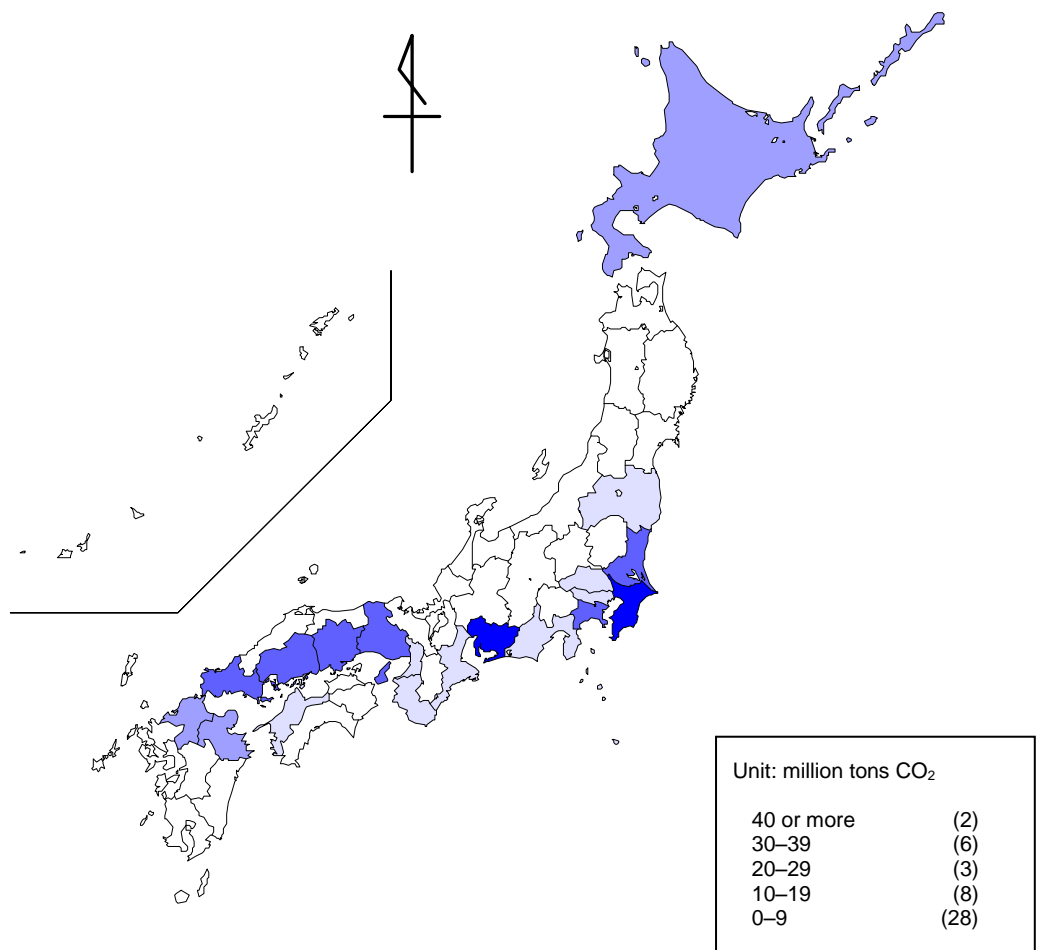 Unit: million tons CO₂
40 or more (2)
30–39 (6)
20–29 (3)
10–19 (8)
0–9 (28)